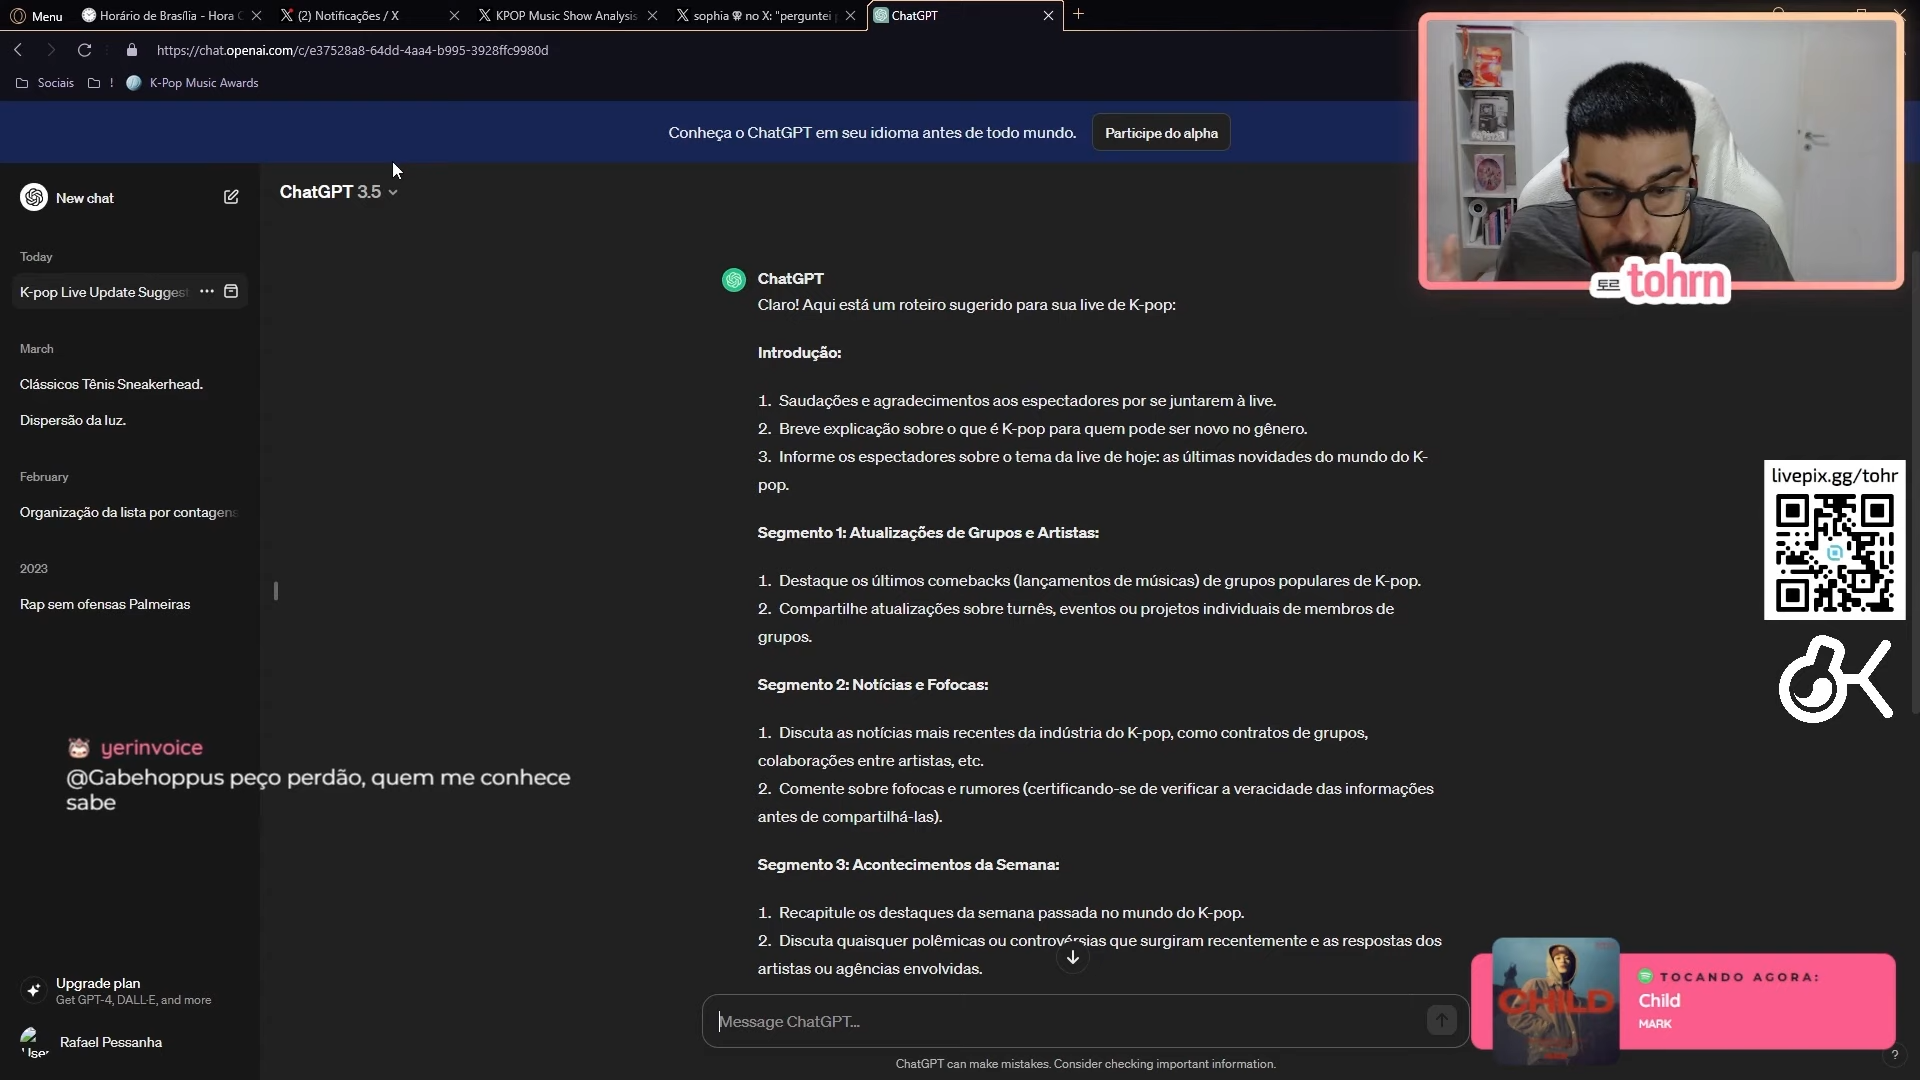 Menu
Horário de Brasília - Hora C
(2) Notificações / X
KPOP Music Show Analysis
sophia no X: "perguntei
ChatGPT
https://chat.openai.com/c/e37528a8-64dd-4aa4-b995-3928ffc9980d
Sociais
!
K-Pop Music Awards
Conheça o ChatGPT em seu idioma antes de todo mundo.
Participe do alpha
토르 tohrn
New chat
Today
K-pop Live Update Sugges
March
Clássicos Tênis Sneakerhead.
Dispersão da luz.
February
Organização da lista por contagens
2023
Rap sem ofensas Palmeiras
yerinvoice
@Gabehoppus peço perdão, quem me conhece
sabe
Upgrade plan
Get GPT-4, DALL·E, and more
User
Rafael Pessanha
ChatGPT 3.5
ChatGPT
Claro! Aqui está um roteiro sugerido para sua live de K-pop:
Introdução:
1. Saudações e agradecimentos aos espectadores por se juntarem à live.
2. Breve explicação sobre o que é K-pop para quem pode ser novo no gênero.
3. Informe os espectadores sobre o tema da live de hoje: as últimas novidades do mundo do K-
pop.
Segmento 1: Atualizações de Grupos e Artistas:
1. Destaque os últimos comebacks (lançamentos de músicas) de grupos populares de K-pop.
2. Compartilhe atualizações sobre turnês, eventos ou projetos individuais de membros de
grupos.
Segmento 2: Notícias e Fofocas:
1. Discuta as notícias mais recentes da indústria do K-pop, como contratos de grupos,
colaborações entre artistas, etc.
2. Comente sobre fofocas e rumores (certificando-se de verificar a veracidade das informações
antes de compartilhá-las).
Segmento 3: Acontecimentos da Semana:
1. Recapitule os destaques da semana passada no mundo do K-pop.
2. Discuta quaisquer polêmicas ou controvérsias que surgiram recentemente e as respostas dos
artistas ou agências envolvidas.
Message ChatGPT...
ChatGPT can make mistakes. Consider checking important information.
livepix.gg/tohr
OK
CHILD
TOCANDO AGORA:
Child
MARK
?